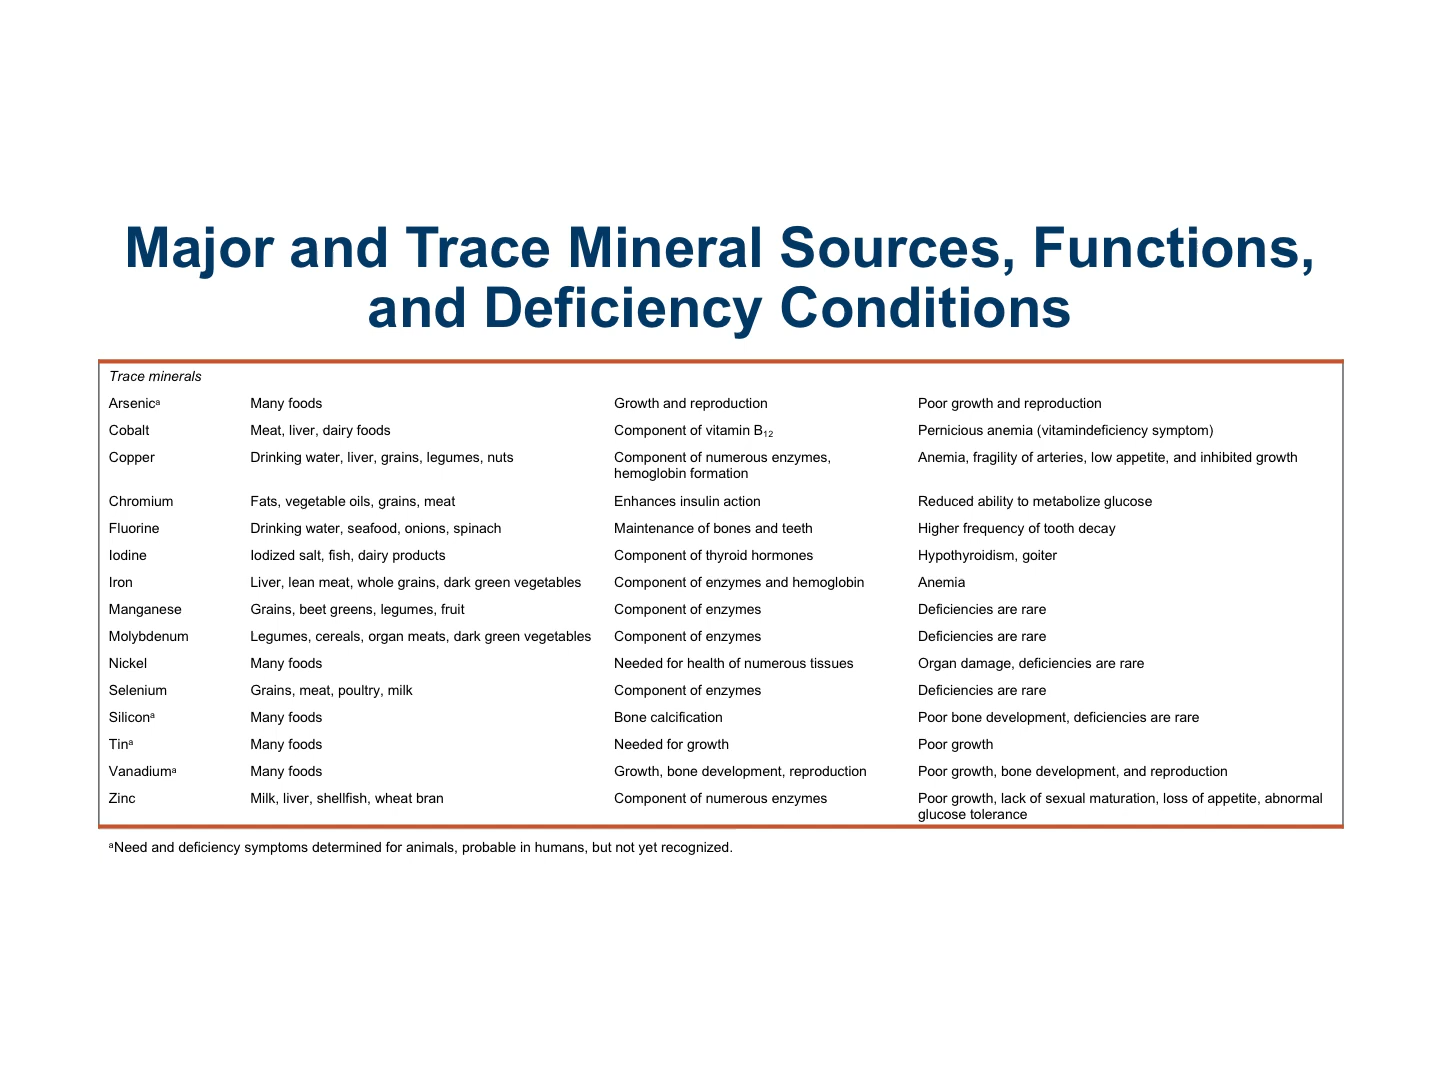 Major and Trace Mineral Sources, Functions,
and Deficiency Conditions
Trace minerals
Arsenicᵃ Many foods Growth and reproduction Poor growth and reproduction
Cobalt Meat, liver, dairy foods Component of vitamin B₁₂ Pernicious anemia (vitamindeficiency symptom)
Copper Drinking water, liver, grains, legumes, nuts Component of numerous enzymes, Anemia, fragility of arteries, low appetite, and inhibited growth
hemoglobin formation
Chromium Fats, vegetable oils, grains, meat Enhances insulin action Reduced ability to metabolize glucose
Fluorine Drinking water, seafood, onions, spinach Maintenance of bones and teeth Higher frequency of tooth decay
Iodine Iodized salt, fish, dairy products Component of thyroid hormones Hypothyroidism, goiter
Iron Liver, lean meat, whole grains, dark green vegetables Component of enzymes and hemoglobin Anemia
Manganese Grains, beet greens, legumes, fruit Component of enzymes Deficiencies are rare
Molybdenum Legumes, cereals, organ meats, dark green vegetables Component of enzymes Deficiencies are rare
Nickel Many foods Needed for health of numerous tissues Organ damage, deficiencies are rare
Selenium Grains, meat, poultry, milk Component of enzymes Deficiencies are rare
Siliconᵃ Many foods Bone calcification Poor bone development, deficiencies are rare
Tinᵃ Many foods Needed for growth Poor growth
Vanadiumᵃ Many foods Growth, bone development, reproduction Poor growth, bone development, and reproduction
Zinc Milk, liver, shellfish, wheat bran Component of numerous enzymes Poor growth, lack of sexual maturation, loss of appetite, abnormal
glucose tolerance
ᵃNeed and deficiency symptoms determined for animals, probable in humans, but not yet recognized.